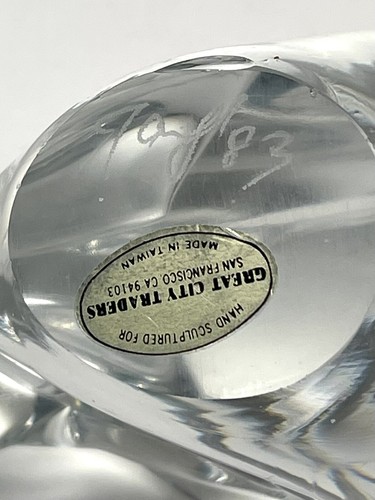 83
HAND SCULPTURED FOR
GREAT CITY TRADERS
SAN FRANCISCO CA 94103
MADE IN TAIWAN